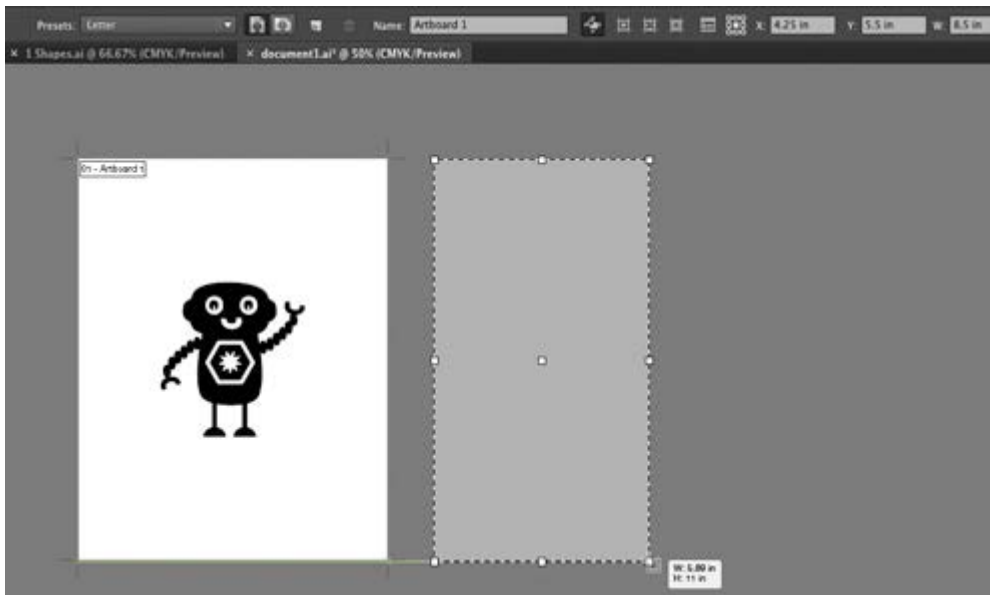 Presets: Letter Name: Artboard 1 X: 4.25 in Y: 5.5 in W: 8.5 in
× 1 Shapes.ai @ 66.67% (CMYK/Preview) × document1.ai* @ 50% (CMYK/Preview)
01 - Artboard 1
W: 5.89 in
H: 11 in